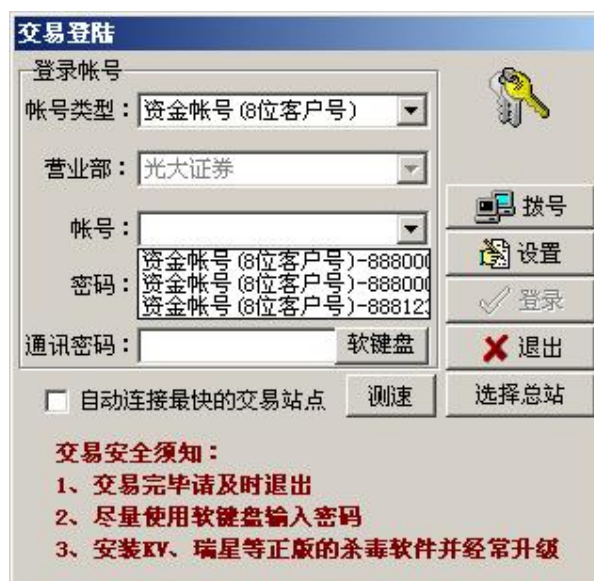 交易登陆
登录帐号
帐号类型：资金帐号(8位客户号)
营业部：光大证券
帐号：
拨号
资金帐号(8位客户号)-888000
资金帐号(8位客户号)-888000
资金帐号(8位客户号)-88812
设置
密码：
登录
通讯密码：
软键盘
退出
自动连接最快的交易站点
测速
选择总站
交易安全须知：
1、交易完毕请及时退出
2、尽量使用软键盘输入密码
3、安装KV、瑞星等正版的杀毒软件并经常升级